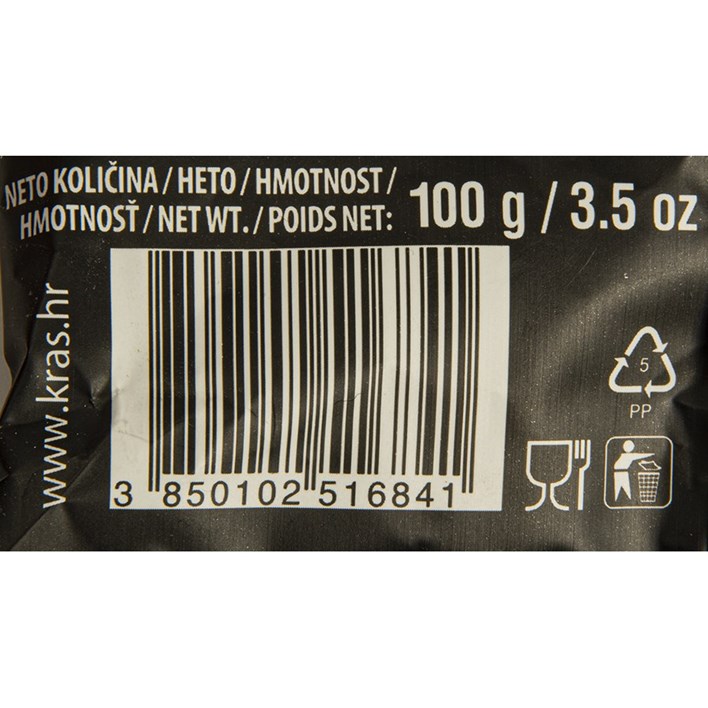 NETO KOLIČINA / НЕТО / HMOTNOST /
HMOTNOSŤ / NET WT. / POIDS NET: 100 g / 3.5 oz
www.kras.hr
3 850102 516841
5
PP